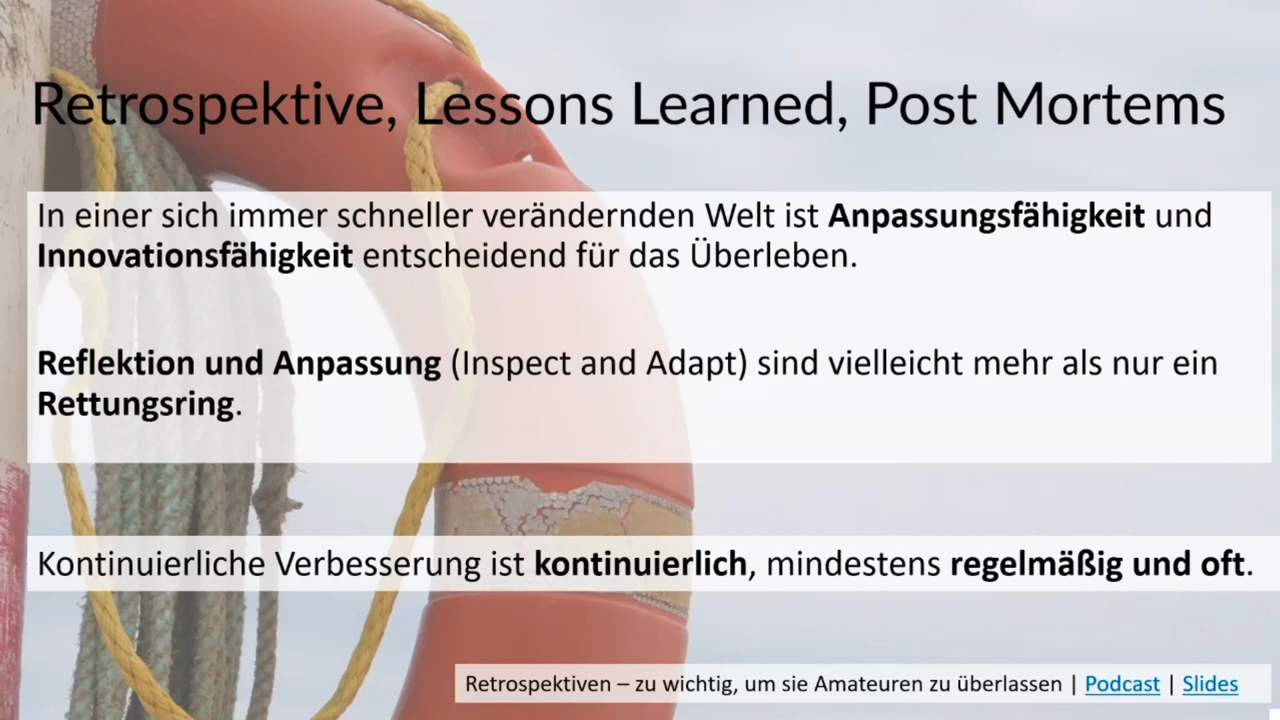 Retrospektive, Lessons Learned, Post Mortems
In einer sich immer schneller verändernden Welt ist Anpassungsfähigkeit und
Innovationsfähigkeit entscheidend für das Überleben.
Reflektion und Anpassung (Inspect and Adapt) sind vielleicht mehr als nur ein
Rettungsring.
Kontinuierliche Verbesserung ist kontinuierlich, mindestens regelmäßig und oft.
Retrospektiven – zu wichtig, um sie Amateuren zu überlassen | Podcast | Slides